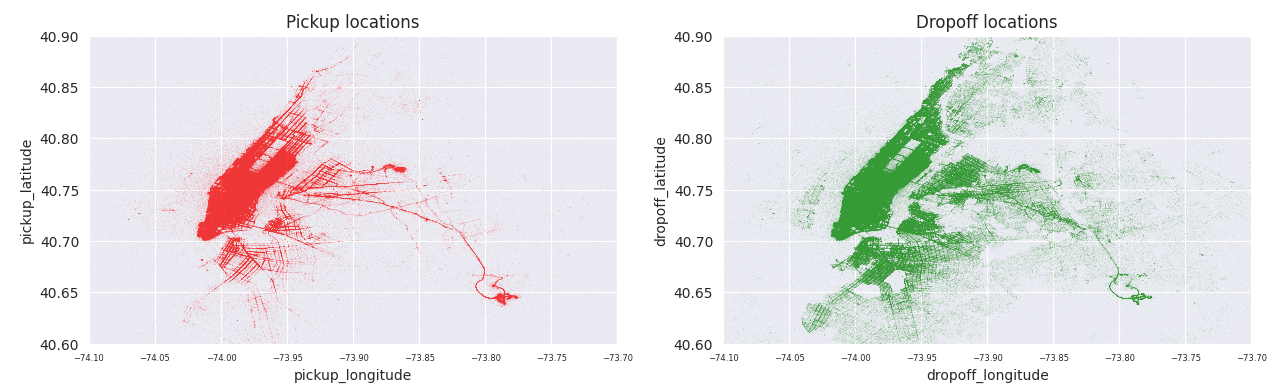 Pickup locations
40.90
40.85
40.80
40.75
40.70
40.65
40.60
pickup_latitude
−74.10 −74.05 −74.00 −73.95 −73.90 −73.85 −73.80 −73.75 −73.70
pickup_longitude
Dropoff locations
40.90
40.85
40.80
40.75
40.70
40.65
40.60
dropoff_latitude
−74.10 −74.05 −74.00 −73.95 −73.90 −73.85 −73.80 −73.75 −73.70
dropoff_longitude